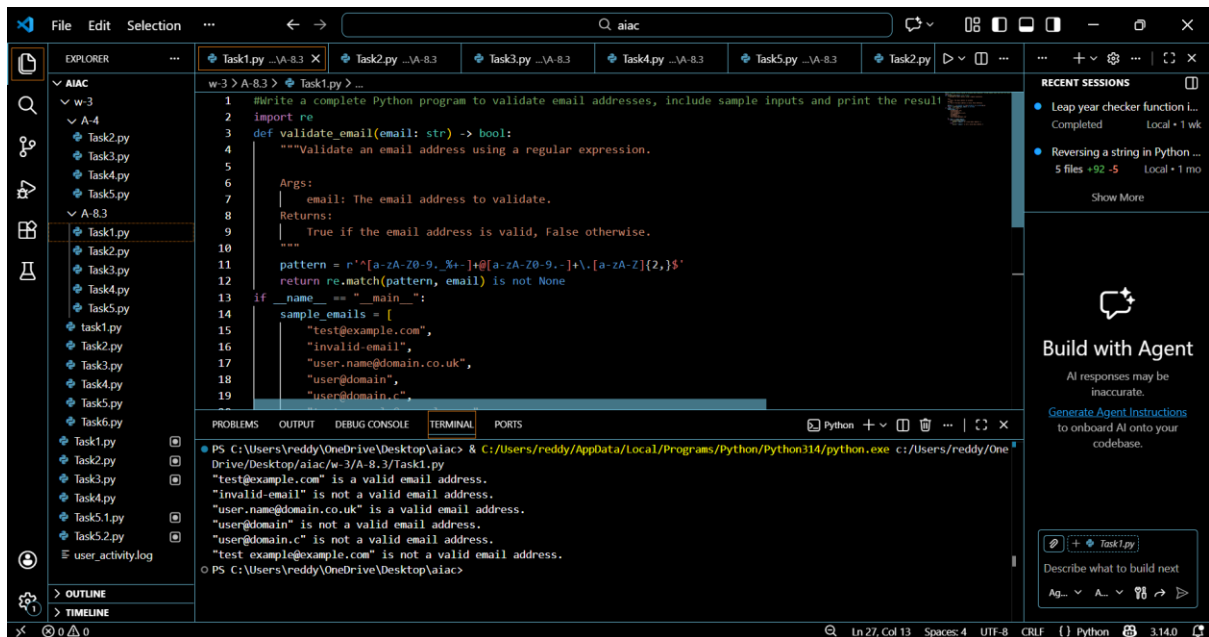 File Edit Selection ··· aiac
EXPLORER ···
AIAC
w-3
A-4
Task2.py
Task3.py
Task4.py
Task5.py
A-8.3
Task1.py
Task2.py
Task3.py
Task4.py
Task5.py
task1.py
Task2.py
Task3.py
Task4.py
Task5.py
Task6.py
Task1.py
Task2.py
Task3.py
Task4.py
Task5.1.py
Task5.2.py
user_activity.log
OUTLINE
TIMELINE
Task1.py ...\A-8.3 Task2.py ...\A-8.3 Task3.py ...\A-8.3 Task4.py ...\A-8.3 Task5.py ...\A-8.3 Task2.py
w-3 > A-8.3 > Task1.py > ...
1 #Write a complete Python program to validate email addresses, include sample inputs and print the result
2 import re
3 def validate_email(email: str) -> bool:
4 """Validate an email address using a regular expression.
5
6 Args:
7 email: The email address to validate.
8 Returns:
9 True if the email address is valid, False otherwise.
10 """
11 pattern = r'^[a-zA-Z0-9._%+-]+@[a-zA-Z0-9.-]+\.[a-zA-Z]{2,}$'
12 return re.match(pattern, email) is not None
13 if __name__ == "__main__":
14 sample_emails = [
15 "test@example.com",
16 "invalid-email",
17 "user.name@domain.co.uk",
18 "user@domain",
19 "user@domain.c",
PROBLEMS OUTPUT DEBUG CONSOLE TERMINAL PORTS Python
PS C:\Users\reddy\OneDrive\Desktop\aiac> & C:/Users/reddy/AppData/Local/Programs/Python/Python314/python.exe c:/Users/reddy/One
Drive/Desktop/aiac/w-3/A-8.3/Task1.py
"test@example.com" is a valid email address.
"invalid-email" is not a valid email address.
"user.name@domain.co.uk" is a valid email address.
"user@domain" is not a valid email address.
"user@domain.c" is not a valid email address.
"test example@example.com" is not a valid email address.
PS C:\Users\reddy\OneDrive\Desktop\aiac>
RECENT SESSIONS
Leap year checker function i...
Completed Local • 1 wk
Reversing a string in Python ...
5 files +92 -5 Local • 1 mo
Show More
Build with Agent
AI responses may be
inaccurate.
Generate Agent Instructions
to onboard AI onto your
codebase.
+ Task1.py
Describe what to build next
Ag... A...
1
0 0 Ln 27, Col 13 Spaces: 4 UTF-8 CRLF { } Python 3.14.0